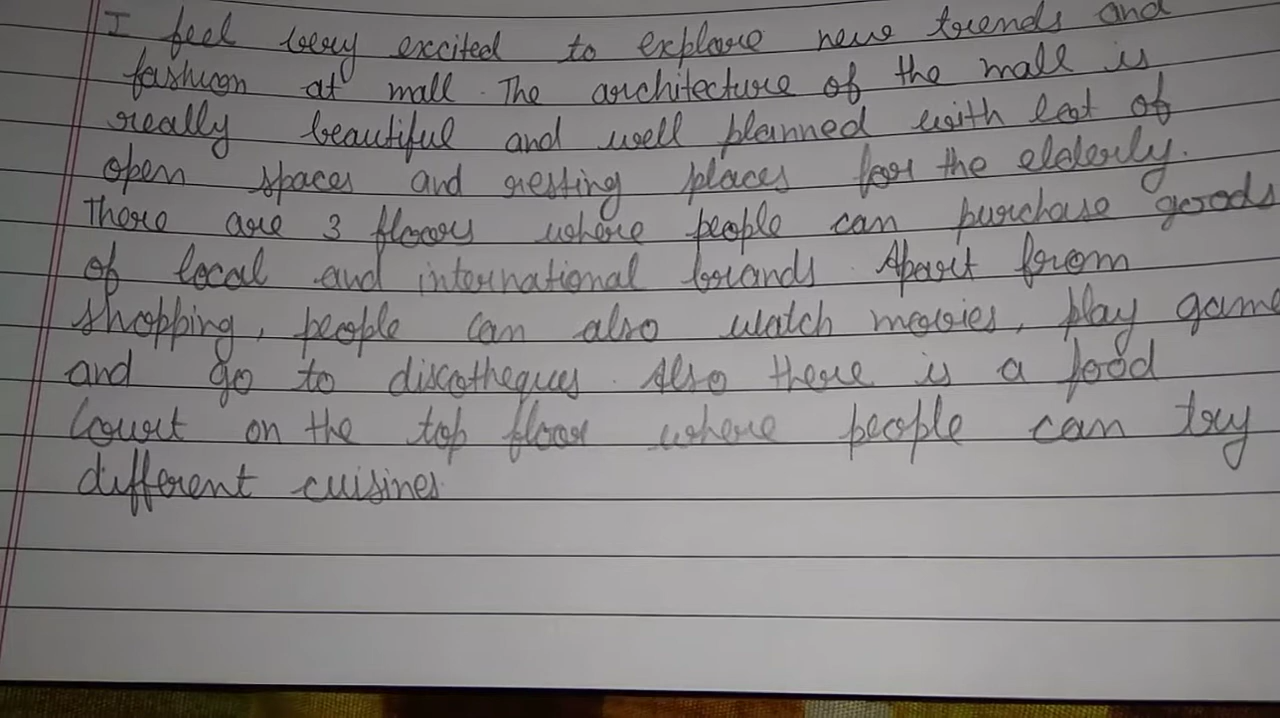 I feel very excited to explore new trends and
fashion at mall. The architecture of the mall is
really beautiful and well planned with lot of
open spaces and resting places for the elderly.
There are 3 floors where people can purchase goods
of local and international brands. Apart from
shopping, people can also watch movies, play game
and go to discotheques. Also there is a food
court on the top floor where people can try
different cuisines.